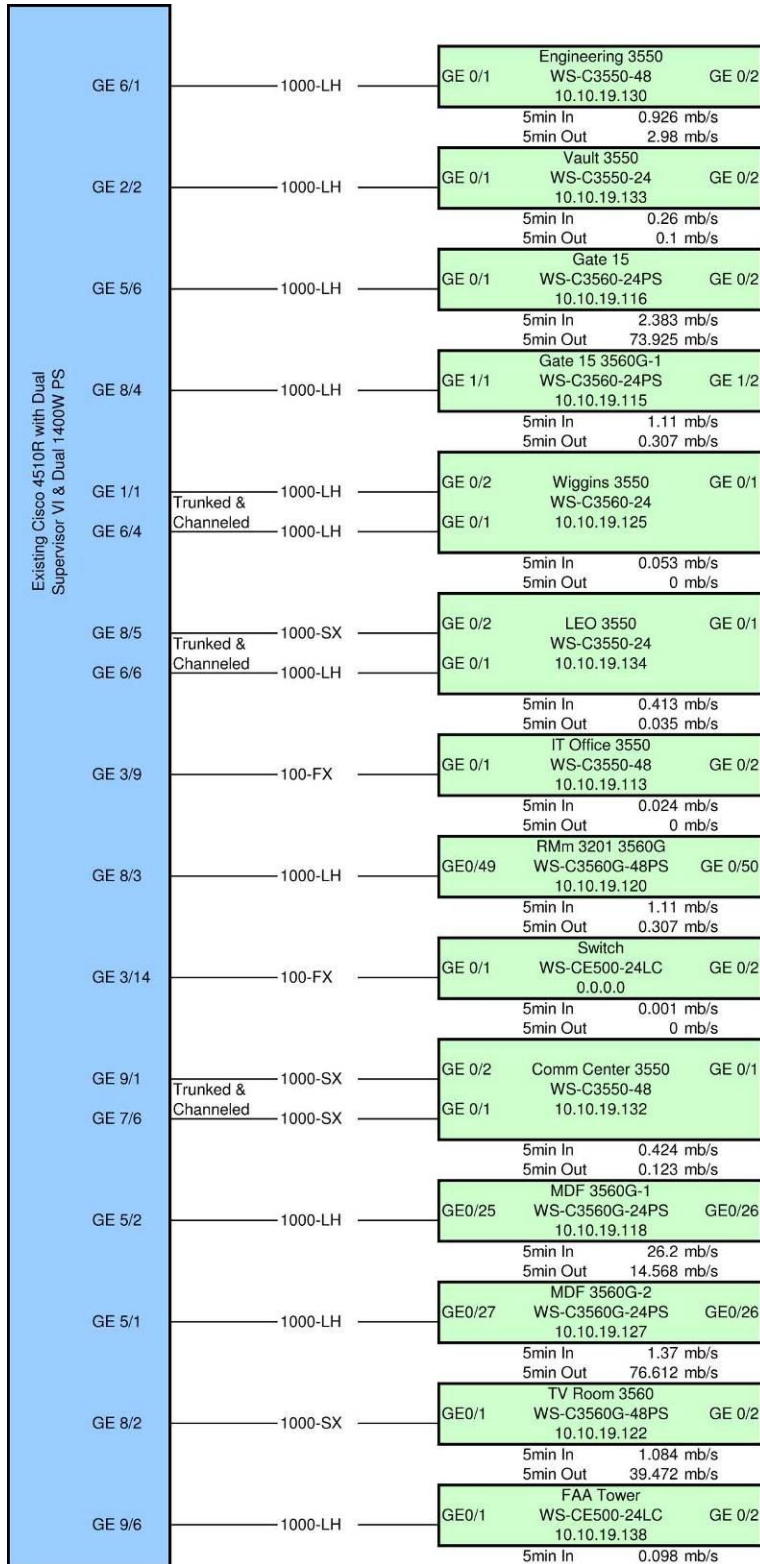 Existing Cisco 4510R with Dual
Supervisor VI & Dual 1400W PS
GE 6/1 1000-LH GE 0/1 Engineering 3550 GE 0/2
WS-C3550-48
10.10.19.130
5min In 0.926 mb/s
5min Out 2.98 mb/s
GE 2/2 1000-LH GE 0/1 Vault 3550 GE 0/2
WS-C3550-24
10.10.19.133
5min In 0.26 mb/s
5min Out 0.1 mb/s
GE 5/6 1000-LH GE 0/1 Gate 15 GE 0/2
WS-C3560-24PS
10.10.19.116
5min In 2.383 mb/s
5min Out 73.925 mb/s
GE 8/4 1000-LH GE 1/1 Gate 15 3560G-1 GE 1/2
WS-C3560-24PS
10.10.19.115
5min In 1.11 mb/s
5min Out 0.307 mb/s
GE 1/1 1000-LH GE 0/2 Wiggins 3550 GE 0/1
Trunked &
Channeled
WS-C3560-24
GE 6/4 1000-LH GE 0/1 10.10.19.125
5min In 0.053 mb/s
5min Out 0 mb/s
GE 8/5 1000-SX GE 0/2 LEO 3550 GE 0/1
Trunked &
Channeled
WS-C3550-24
GE 6/6 1000-LH GE 0/1 10.10.19.134
5min In 0.413 mb/s
5min Out 0.035 mb/s
GE 3/9 100-FX GE 0/1 IT Office 3550 GE 0/2
WS-C3550-48
10.10.19.113
5min In 0.024 mb/s
5min Out 0 mb/s
GE 8/3 1000-LH GE0/49 RMm 3201 3560G GE 0/50
WS-C3560G-48PS
10.10.19.120
5min In 1.11 mb/s
5min Out 0.307 mb/s
GE 3/14 100-FX GE 0/1 Switch GE 0/2
WS-CE500-24LC
0.0.0.0
5min In 0.001 mb/s
5min Out 0 mb/s
GE 9/1 1000-SX GE 0/2 Comm Center 3550 GE 0/1
Trunked &
Channeled
WS-C3550-48
GE 7/6 1000-SX GE 0/1 10.10.19.132
5min In 0.424 mb/s
5min Out 0.123 mb/s
GE 5/2 1000-LH GE0/25 MDF 3560G-1 GE0/26
WS-C3560G-24PS
10.10.19.118
5min In 26.2 mb/s
5min Out 14.568 mb/s
GE 5/1 1000-LH GE0/27 MDF 3560G-2 GE0/26
WS-C3560G-24PS
10.10.19.127
5min In 1.37 mb/s
5min Out 76.612 mb/s
GE 8/2 1000-SX GE0/1 TV Room 3560 GE 0/2
WS-C3560G-48PS
10.10.19.122
5min In 1.084 mb/s
5min Out 39.472 mb/s
GE 9/6 1000-LH GE0/1 FAA Tower GE 0/2
WS-CE500-24LC
10.10.19.138
5min In 0.098 mb/s